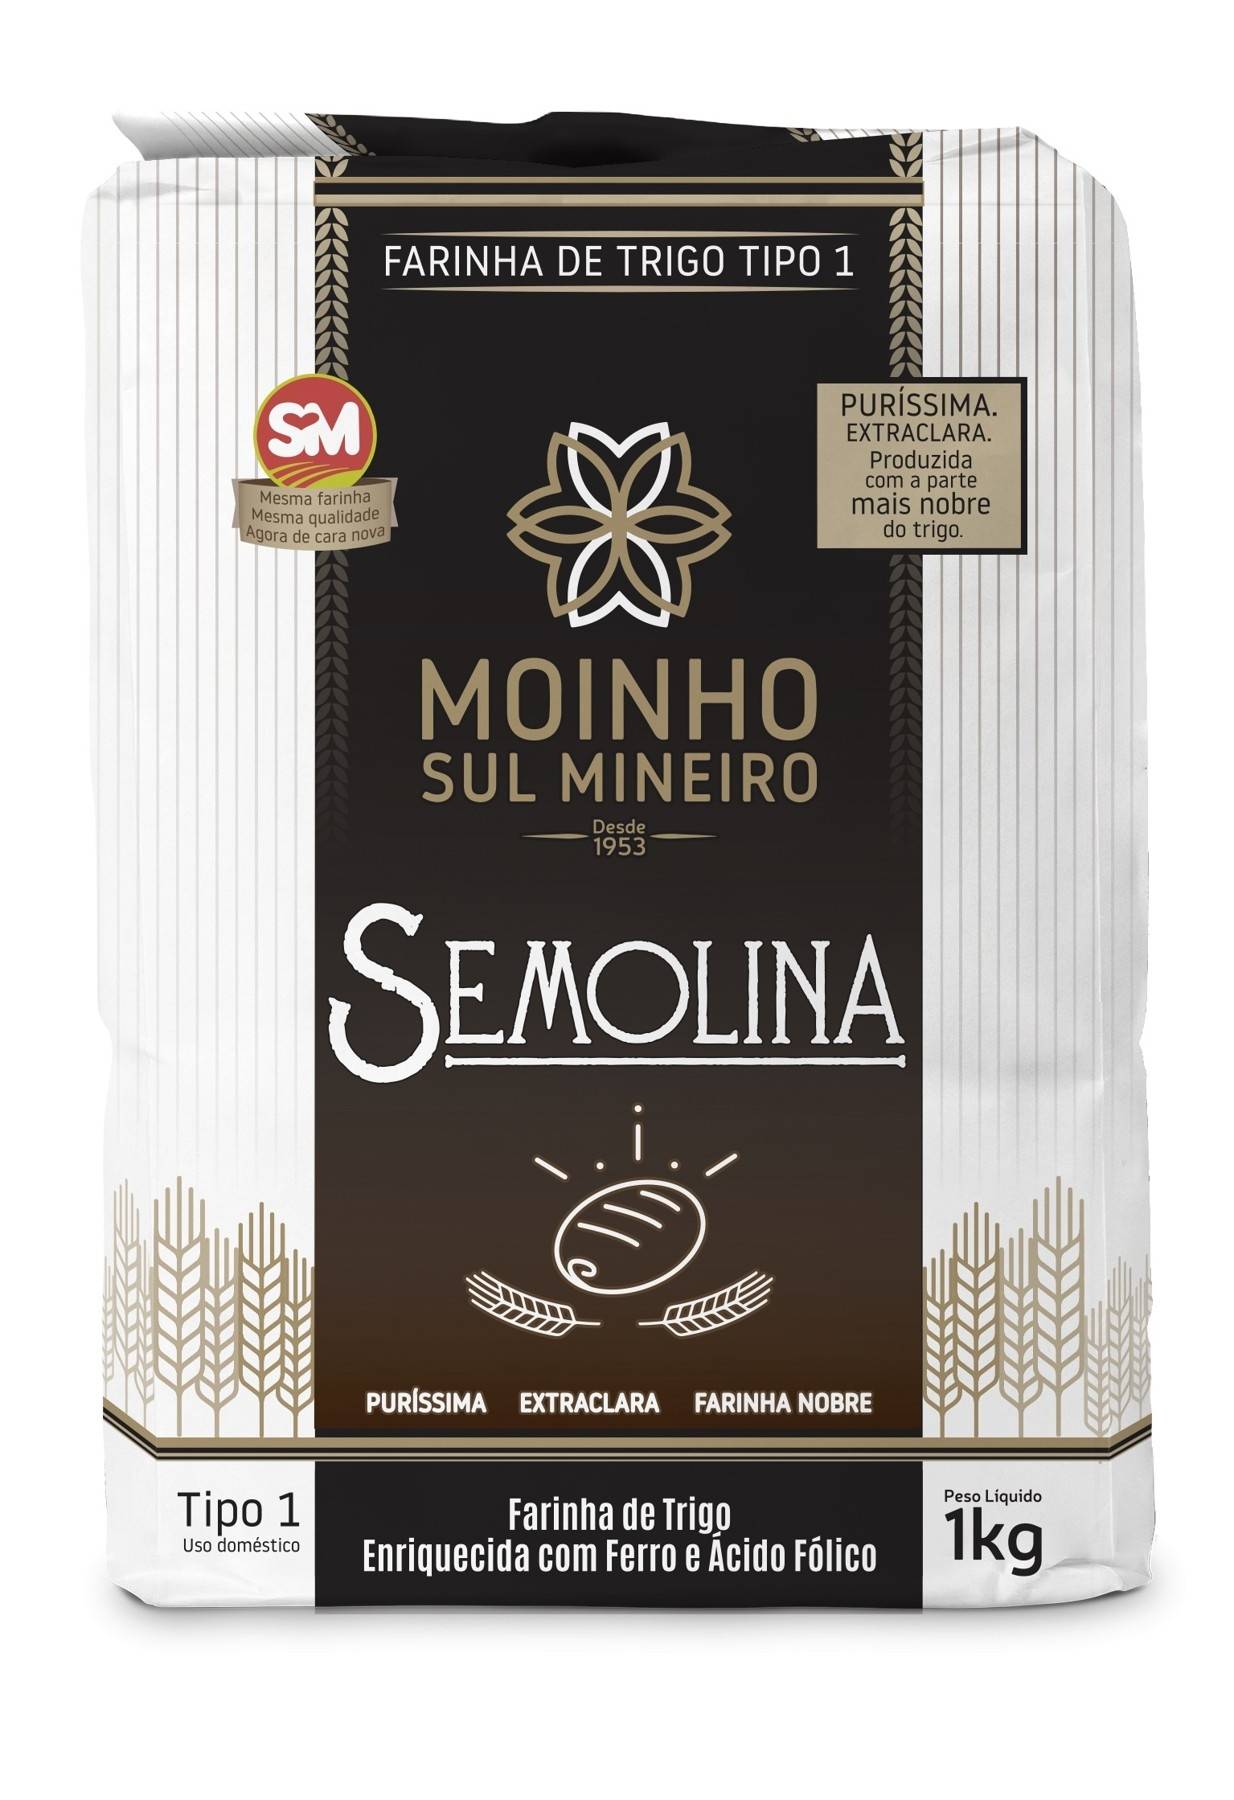 FARINHA DE TRIGO TIPO 1
SM
Mesma farinha
Mesma qualidade
Agora de cara nova
PURÍSSIMA.
EXTRACLARA.
Produzida
com a parte
mais nobre
do trigo.
MOINHO
SUL MINEIRO
Desde
1953
SEMOLINA
PURÍSSIMA EXTRACLARA FARINHA NOBRE
Tipo 1
Uso doméstico
Farinha de Trigo
Enriquecida com Ferro e Ácido Fólico
Peso Líquido
1kg